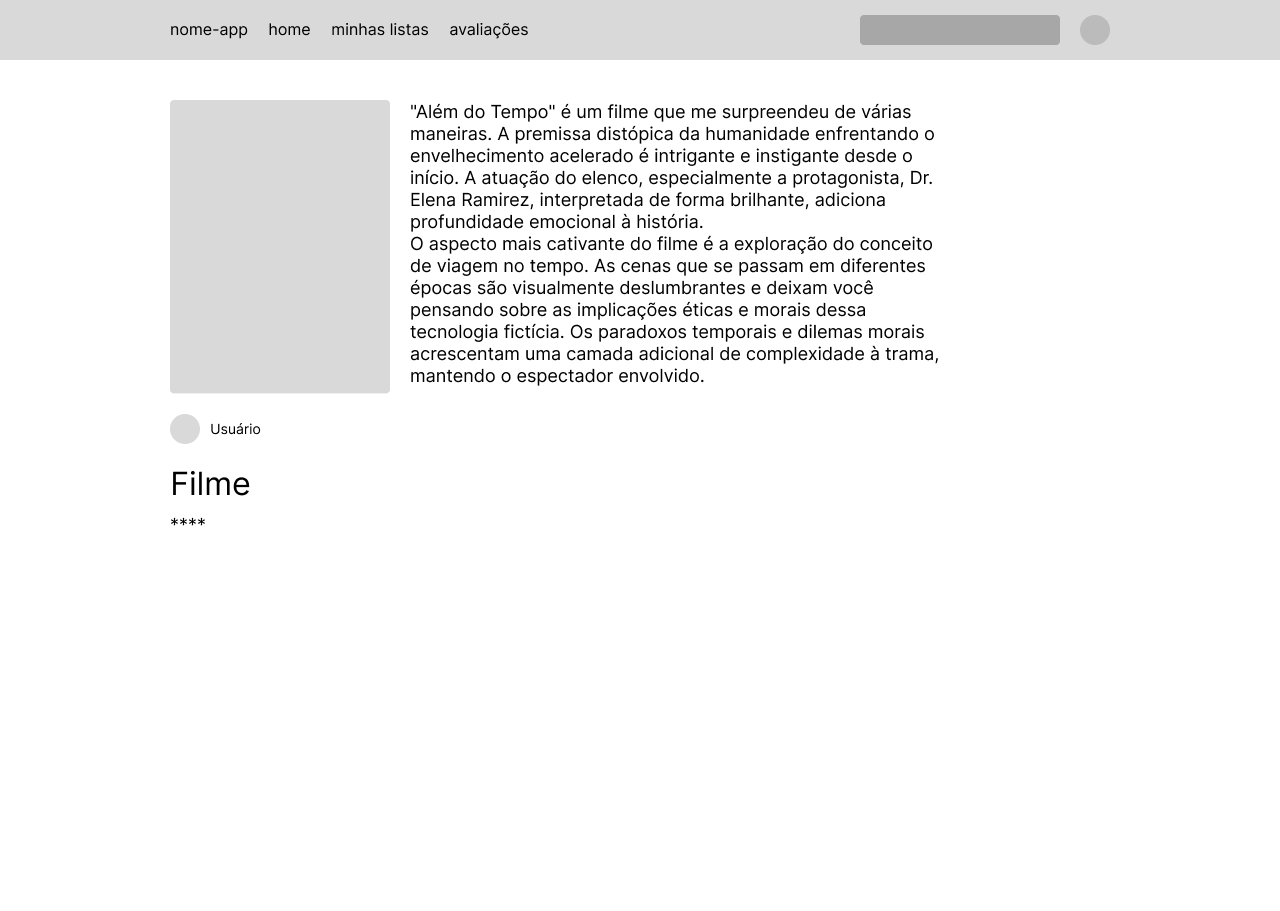 nome-app home minhas listas avaliações
"Além do Tempo" é um filme que me surpreendeu de várias
maneiras. A premissa distópica da humanidade enfrentando o
envelhecimento acelerado é intrigante e instigante desde o
início. A atuação do elenco, especialmente a protagonista, Dr.
Elena Ramirez, interpretada de forma brilhante, adiciona
profundidade emocional à história.
O aspecto mais cativante do filme é a exploração do conceito
de viagem no tempo. As cenas que se passam em diferentes
épocas são visualmente deslumbrantes e deixam você
pensando sobre as implicações éticas e morais dessa
tecnologia fictícia. Os paradoxos temporais e dilemas morais
acrescentam uma camada adicional de complexidade à trama,
mantendo o espectador envolvido.
Usuário
Filme
****